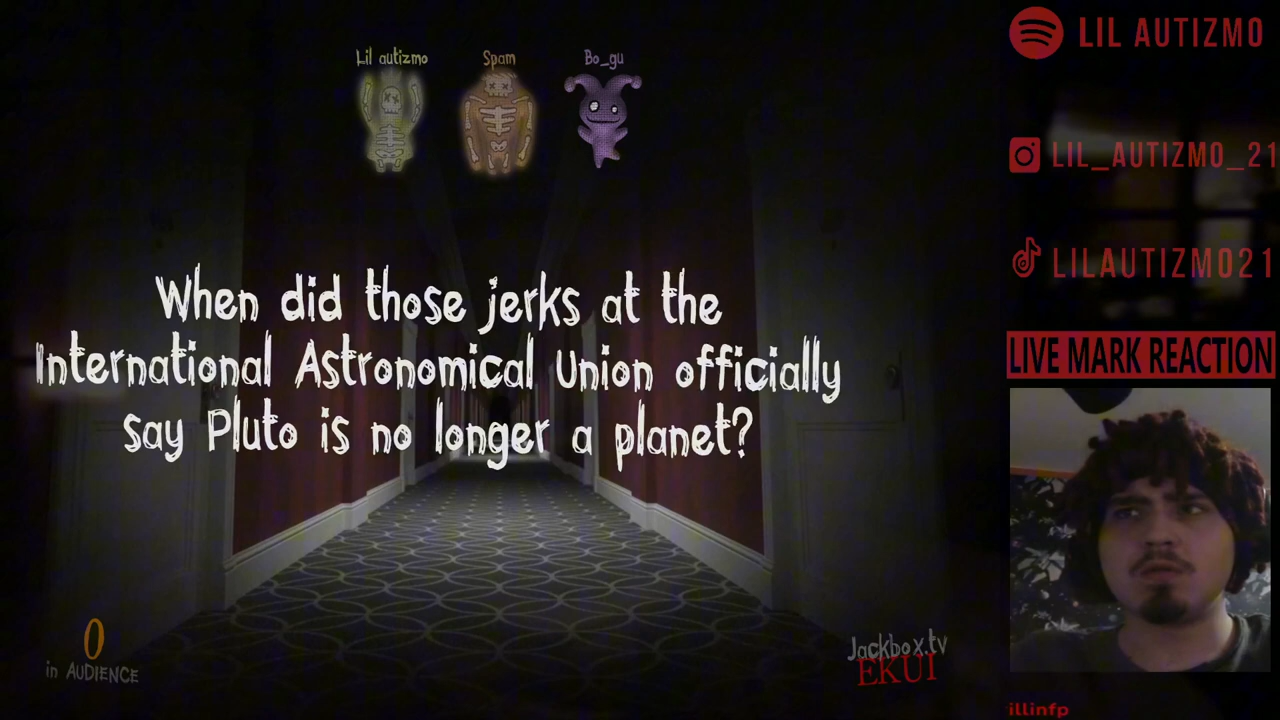 Lil autizmo
Spam
Bo_gu
When did those jerks at the
International Astronomical Union officially
say Pluto is no longer a planet?
0
in AUDIENCE
Jackbox.tv
EKUI
LIL AUTIZMO
LIL_AUTIZMO_21
LILAUTIZMO21
LIVE MARK REACTION
illinfp